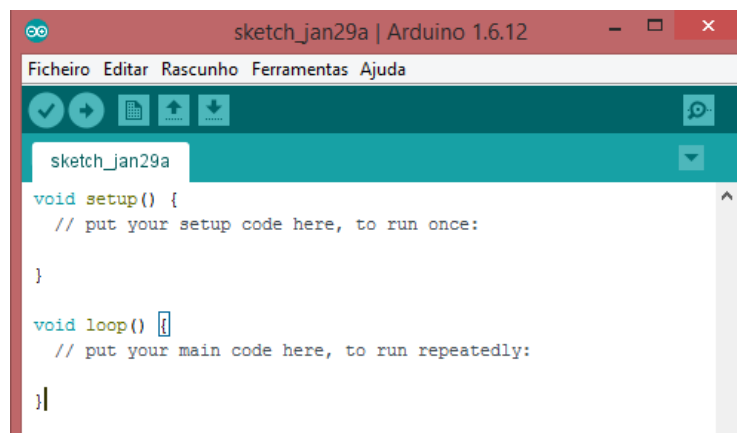 sketch_jan29a | Arduino 1.6.12
Ficheiro Editar Rascunho Ferramentas Ajuda
sketch_jan29a
void setup() {
  // put your setup code here, to run once:
}
void loop() {
  // put your main code here, to run repeatedly:
}